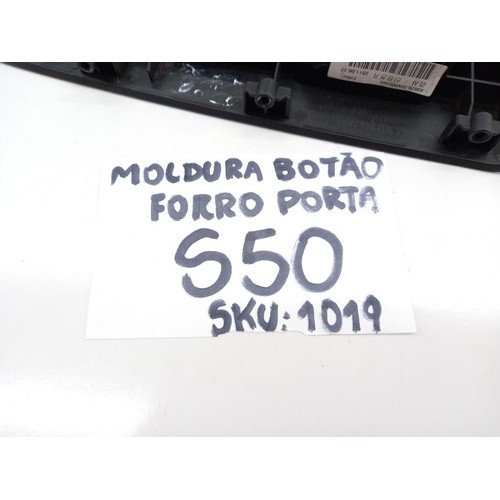 MOLDURA BOTÃO
FORRO PORTA
S50
SKU: 1019